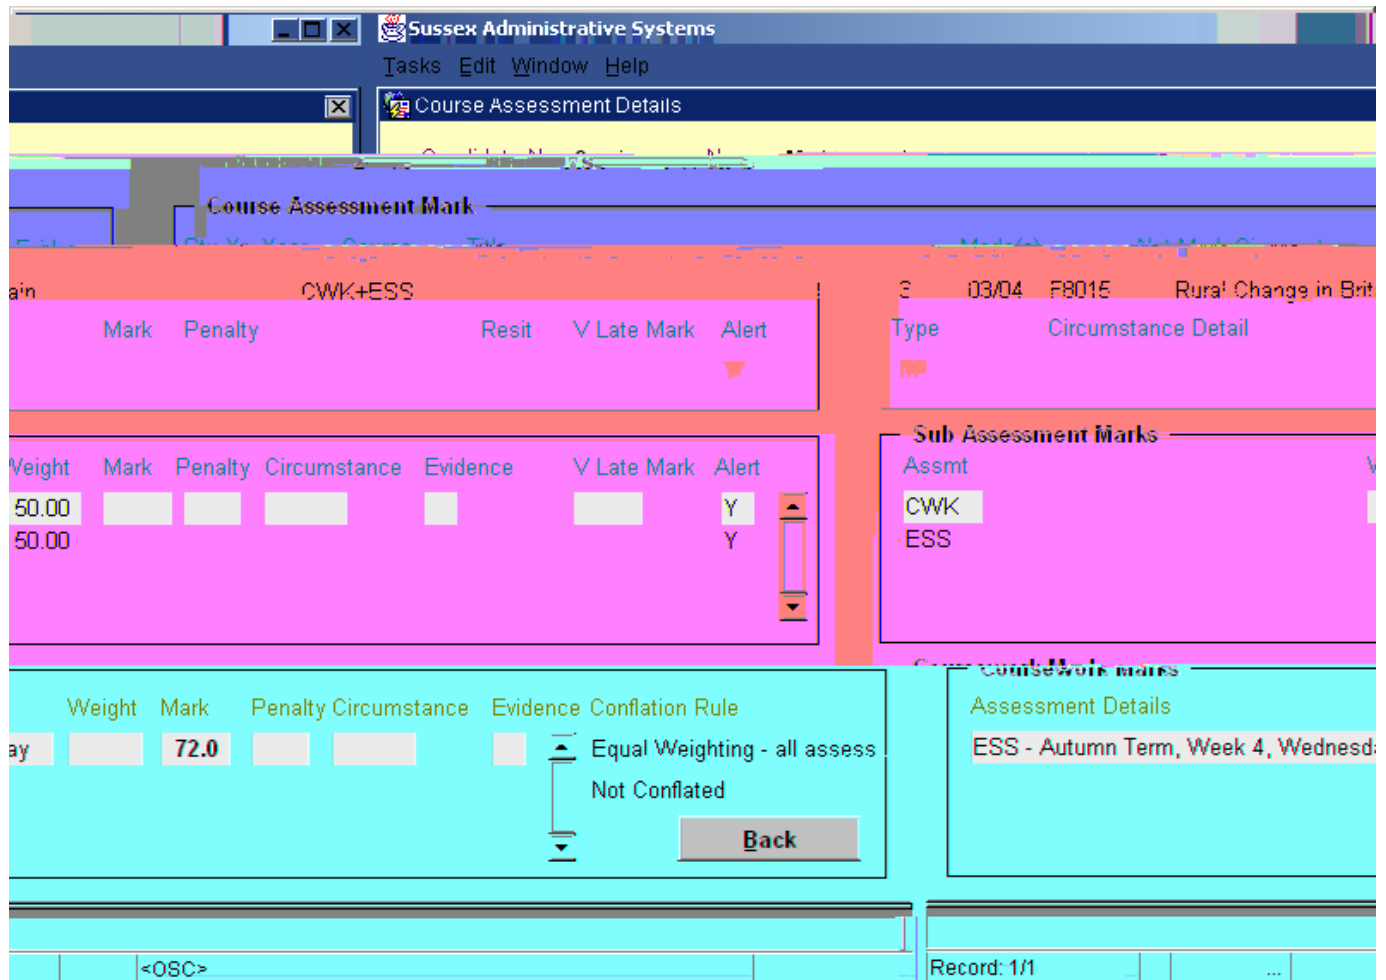 Sussex Administrative Systems
Tasks Edit Window Help
Course Assessment Details
Course Assessment Mark
CWK+ESS
03/04
Rural Change in Brit
ain
Mark Penalty Resit V Late Mark Alert
Type Circumstance Detail
Sub Assessment Marks
Weight Mark Penalty Circumstance Evidence V Late Mark Alert
Assmt
50.00 Y
CWK
50.00 Y
ESS
Weight Mark Penalty Circumstance Evidence Conflation Rule
Assessment Details
ay 72.0 Equal Weighting - all assess
ESS - Autumn Term, Week 4, Wednesda
Not Conflated
Back
<OSC>
Record: 1/1